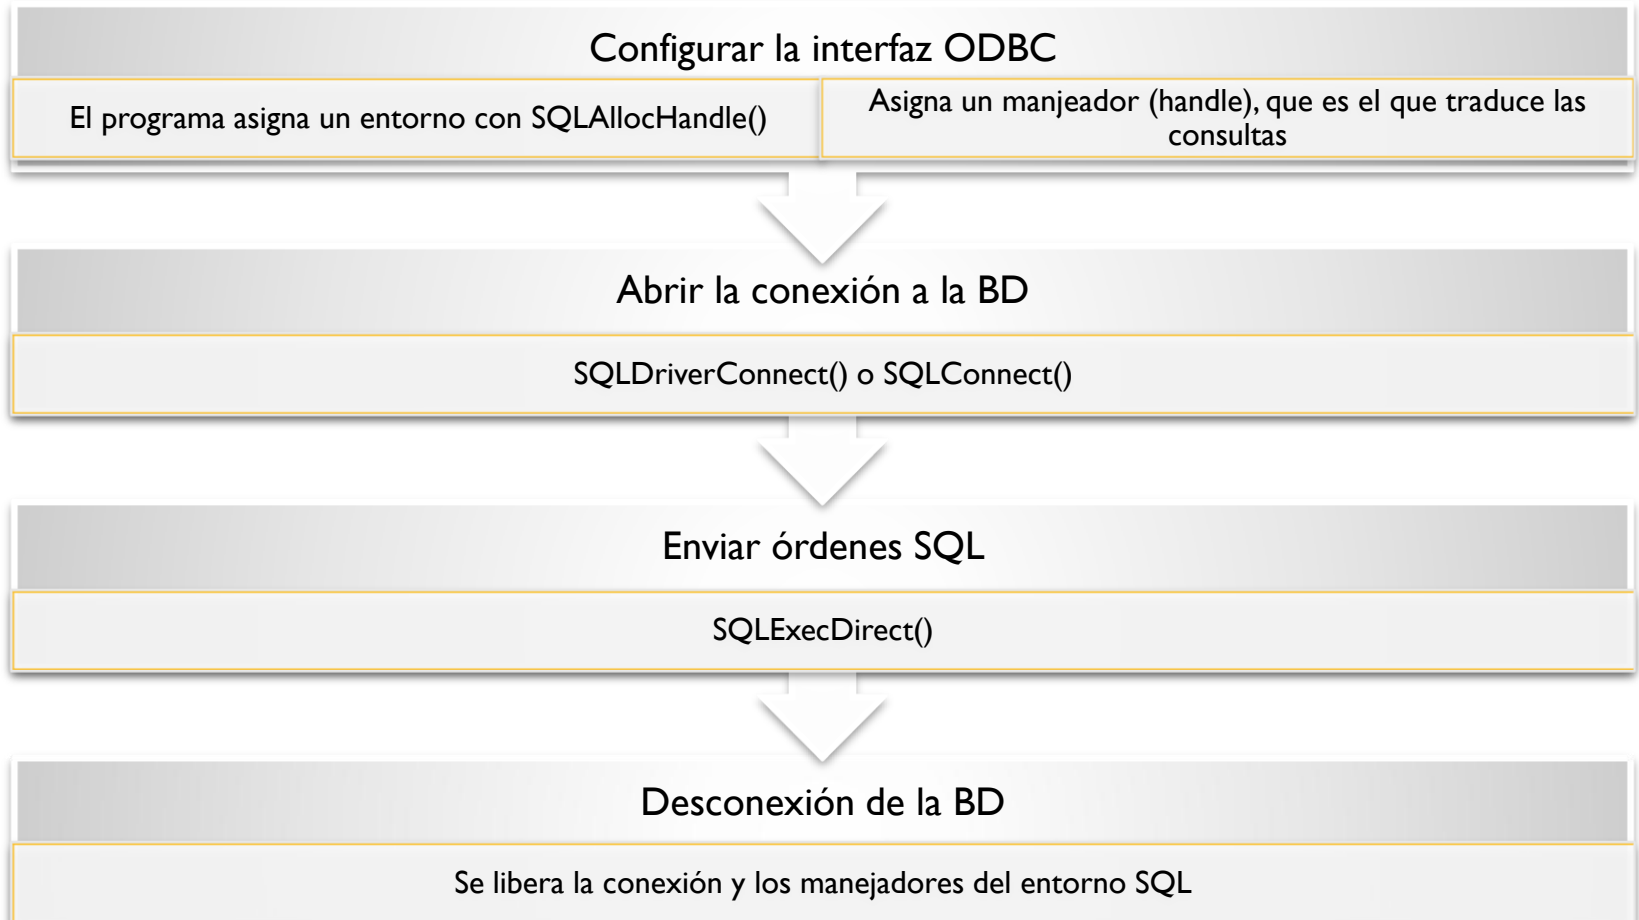 Configurar la interfaz ODBC
El programa asigna un entorno con SQLAllocHandle()
Asigna un manjeador (handle), que es el que traduce las
consultas
Abrir la conexión a la BD
SQLDriverConnect() o SQLConnect()
Enviar órdenes SQL
SQLExecDirect()
Desconexión de la BD
Se libera la conexión y los manejadores del entorno SQL